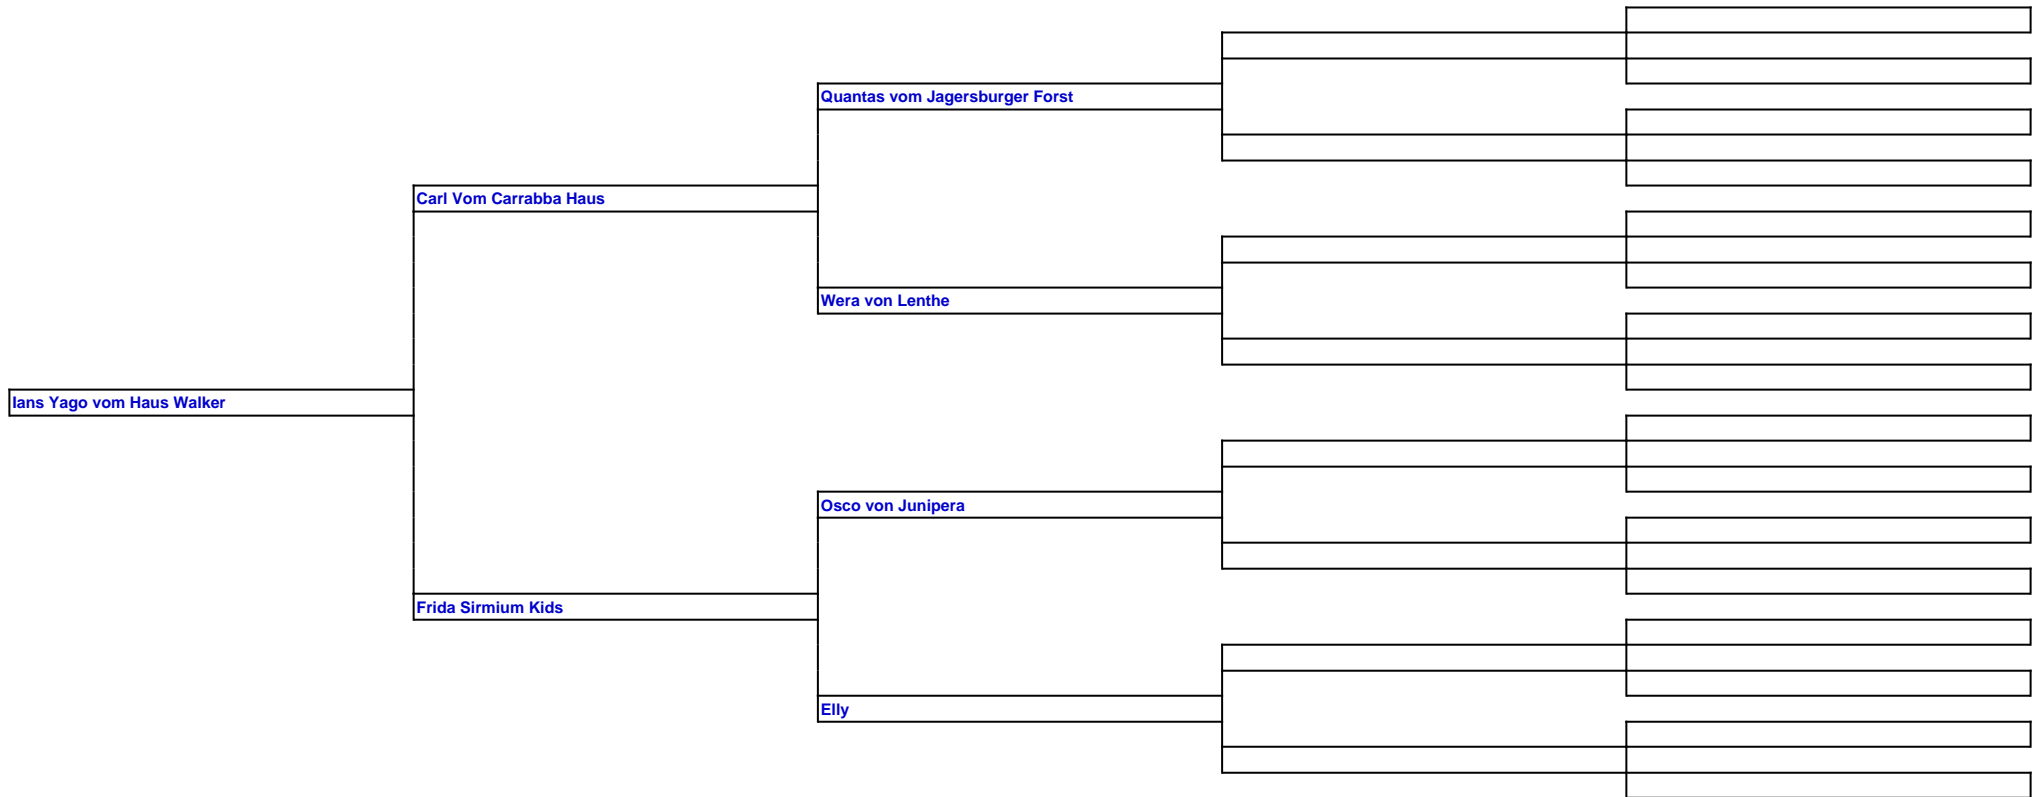 Quantas vom Jagersburger Forst
Carl Vom Carrabba Haus
Wera von Lenthe
Ians Yago vom Haus Walker
Osco von Junipera
Frida Sirmium Kids
Elly